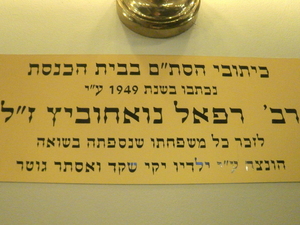 כיתובי הסת"ם בבית הכנסת
נכתבו בשנת 1949 ע"י
רב' רפאל נואחוביץ ז"ל
לזכר כל משפחתו שנספתה בשואה
הונצח ע"י ילדיו יקי שקד ואסתר גוטר